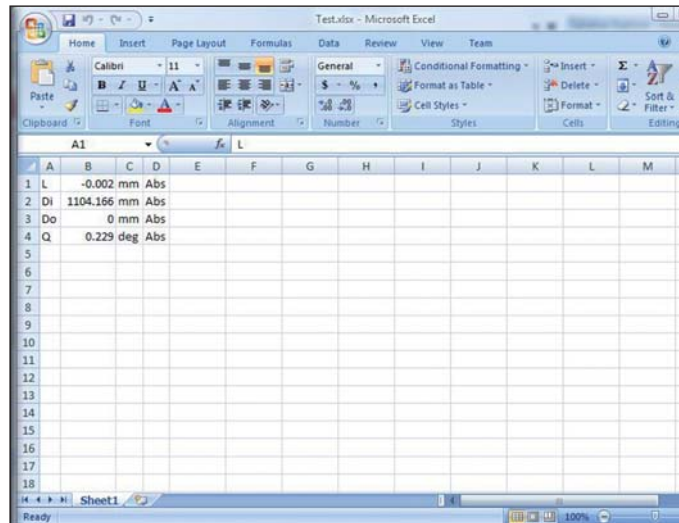 Test.xlsx - Microsoft Excel
Home Insert Page Layout Formulas Data Review View Team
Calibri 11 General Conditional Formatting Insert Σ
Paste B I U A A $ % , Format as Table Delete Sort &
A Cell Styles Format Filter
Clipboard Font Alignment Number Styles Cells Editing
A1 fx L
A B C D E F G H I J K L M
1 L -0.002 mm Abs
2 Di 1104.166 mm Abs
3 Do 0 mm Abs
4 Q 0.229 deg Abs
5
6
7
8
9
10
11
12
13
14
15
16
17
18
Sheet1
Ready 100%